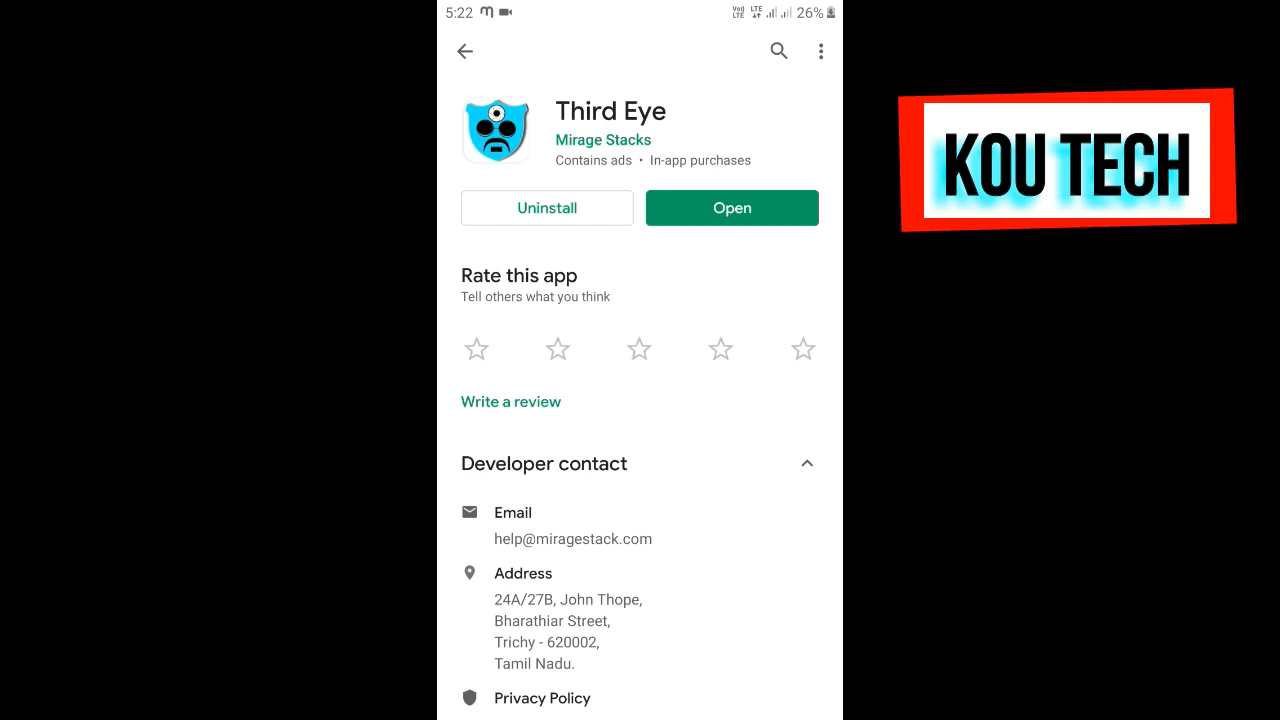 5:22
VoLTE LTE 26%
Third Eye
Mirage Stacks
Contains ads • In-app purchases
Uninstall
Open
Rate this app
Tell others what you think
Write a review
Developer contact
Email
help@miragestack.com
Address
24A/27B, John Thope,
Bharathiar Street,
Trichy - 620002,
Tamil Nadu.
Privacy Policy
KOU TECH